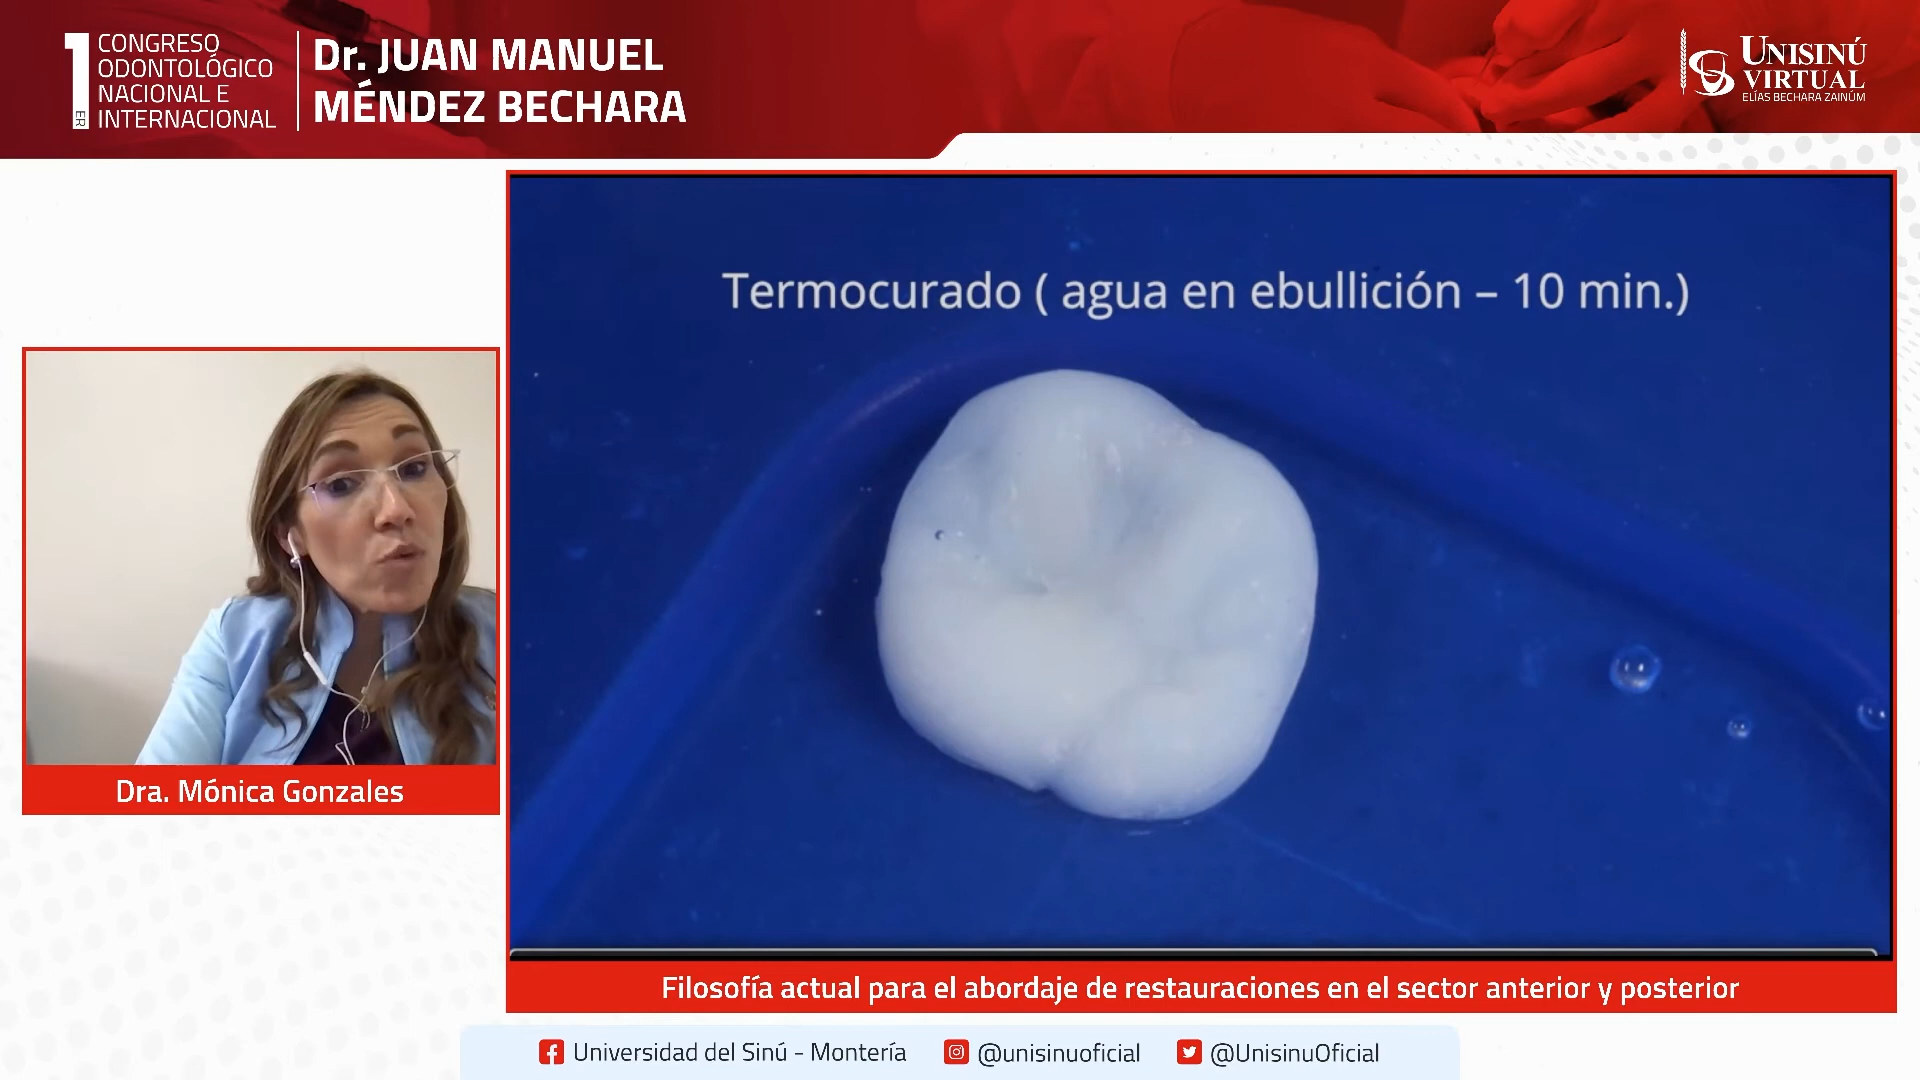 1ER
CONGRESO
ODONTOLÓGICO
NACIONAL E
INTERNACIONAL
Dr. JUAN MANUEL
MÉNDEZ BECHARA
UNISINÚ
VIRTUAL
ELÍAS BECHARA ZAINÚM
Termocurado ( agua en ebullición – 10 min.)
Dra. Mónica Gonzales
Filosofía actual para el abordaje de restauraciones en el sector anterior y posterior
Universidad del Sinú - Montería @unisinuoficial @UnisinuOficial